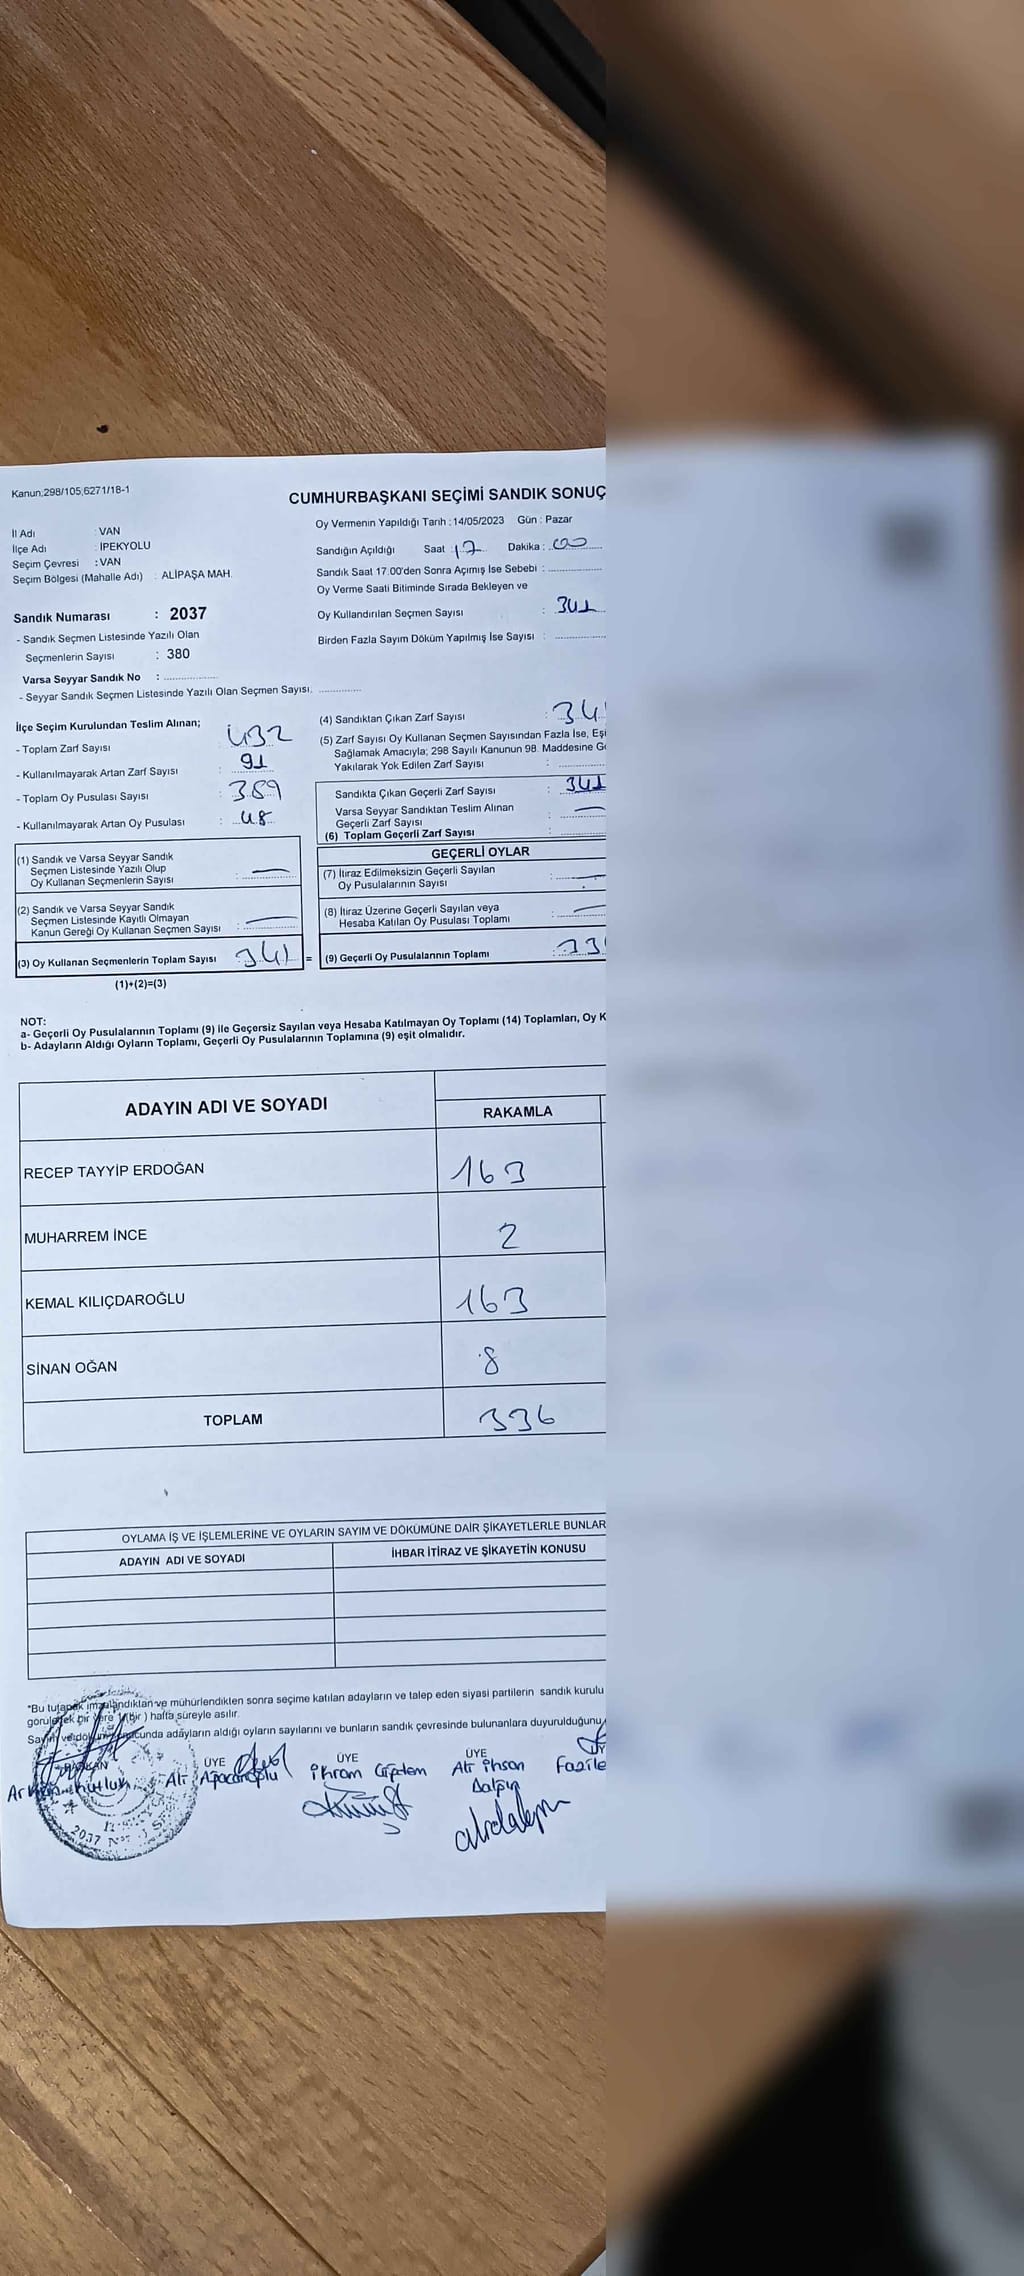 Kanun;298/105;6271/18-1
CUMHURBAŞKANI SEÇİMİ SANDIK SONUÇ
İl Adı : VAN
İlçe Adı : İPEKYOLU
Seçim Çevresi : VAN
Seçim Bölgesi (Mahalle Adı) : ALİPAŞA MAH.
Oy Vermenin Yapıldığı Tarih : 14/05/2023 Gün : Pazar
Sandığın Açıldığı Saat : 17 Dakika : 00
Sandık Saat 17.00'den Sonra Açımış İse Sebebi :
Oy Verme Saati Bitiminde Sırada Bekleyen ve
Oy Kullandırılan Seçmen Sayısı : 341
Birden Fazla Sayım Döküm Yapılmış İse Sayısı :
Sandık Numarası : 2037
- Sandık Seçmen Listesinde Yazılı Olan
Seçmenlerin Sayısı : 380
Varsa Seyyar Sandık No :
- Seyyar Sandık Seçmen Listesinde Yazılı Olan Seçmen Sayısı.
İlçe Seçim Kurulundan Teslim Alınan;
- Toplam Zarf Sayısı 432
- Kullanılmayarak Artan Zarf Sayısı : 91
- Toplam Oy Pusulası Sayısı : 389
- Kullanılmayarak Artan Oy Pusulası : 48
(4) Sandıktan Çıkan Zarf Sayısı : 341
(5) Zarf Sayısı Oy Kullanan Seçmen Sayısından Fazla İse, Eşi
Sağlamak Amacıyla; 298 Sayılı Kanunun 98. Maddesine Gö
Yakılarak Yok Edilen Zarf Sayısı :
Sandıkta Çıkan Geçerli Zarf Sayısı : 341
Varsa Seyyar Sandıktan Teslim Alınan
Geçerli Zarf Sayısı : —
(6) Toplam Geçerli Zarf Sayısı :
(1) Sandık ve Varsa Seyyar Sandık
Seçmen Listesinde Yazılı Olup
Oy Kullanan Seçmenlerin Sayısı : —
(2) Sandık ve Varsa Seyyar Sandık
Seçmen Listesinde Kayıtlı Olmayan
Kanun Gereği Oy Kullanan Seçmen Sayısı : —
(3) Oy Kullanan Seçmenlerin Toplam Sayısı 341 =
(1)+(2)=(3)
GEÇERLİ OYLAR
(7) İtiraz Edilmeksizin Geçerli Sayılan
Oy Pusulalarının Sayısı : —
(8) İtiraz Üzerine Geçerli Sayılan veya
Hesaba Katılan Oy Pusulası Toplamı : —
(9) Geçerli Oy Pusulalarının Toplamı : 33
NOT:
a- Geçerli Oy Pusulalarının Toplamı (9) ile Geçersiz Sayılan veya Hesaba Katılmayan Oy Toplamı (14) Toplamları, Oy K
b- Adayların Aldığı Oyların Toplamı, Geçerli Oy Pusulalarının Toplamına (9) eşit olmalıdır.
ADAYIN ADI VE SOYADI
RAKAMLA
RECEP TAYYİP ERDOĞAN 163
MUHARREM İNCE 2
KEMAL KILIÇDAROĞLU 163
SİNAN OĞAN 8
TOPLAM 336
OYLAMA İŞ VE İŞLEMLERİNE VE OYLARIN SAYIM VE DÖKÜMÜNE DAİR ŞİKAYETLERLE BUNLAR
ADAYIN ADI VE SOYADI İHBAR İTİRAZ VE ŞİKAYETİN KONUSU
*Bu tutanak imzalandıktan ve mühürlendikten sonra seçime katılan adayların ve talep eden siyasi partilerin sandık kurulu
görülecek bir yere 1(bir ) hafta süreyle asılır.
Sayım ve döküm sonucunda adayların aldığı oyların sayılarını ve bunların sandık çevresinde bulunanlara duyurulduğunu,
BAŞKAN ÜYE ÜYE ÜYE
Ali İhram Ali İhsan Fazile
2037